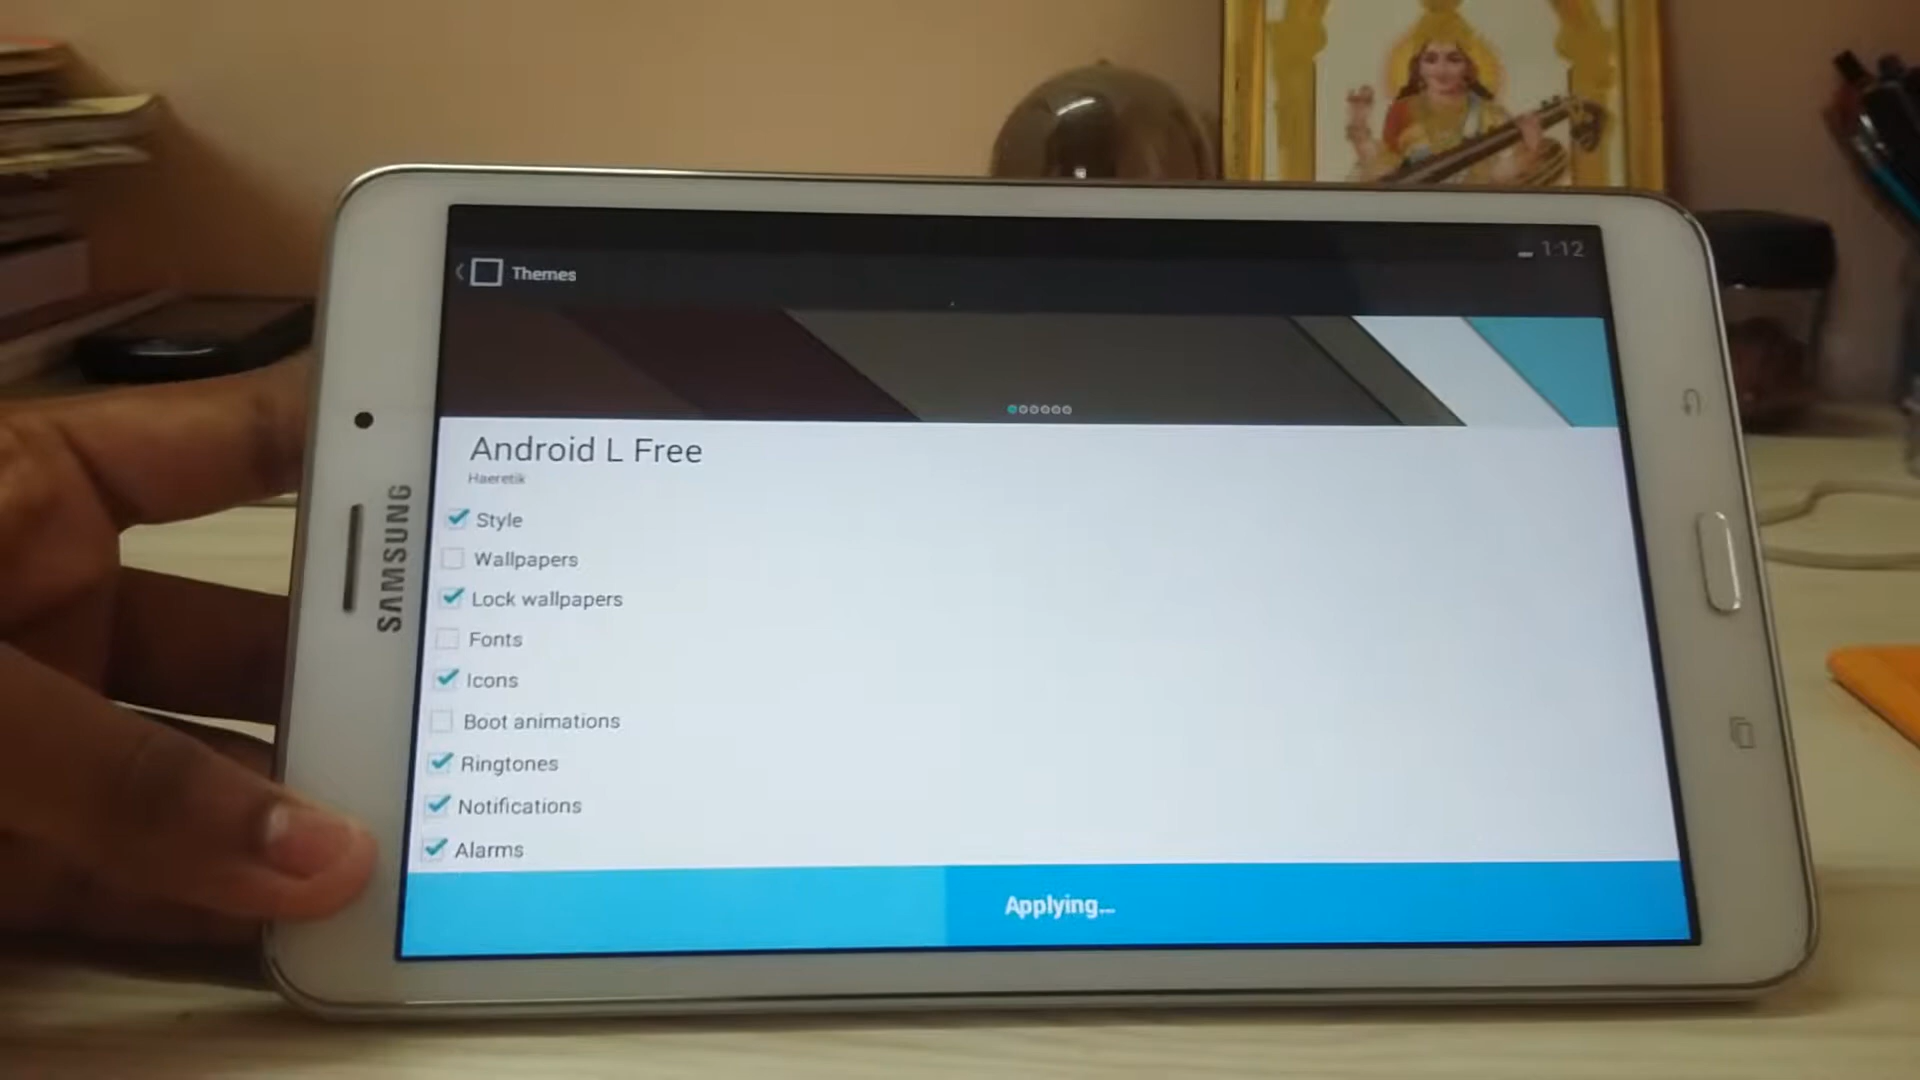 1:12
Themes
Android L Free
Haeretik
Style
Wallpapers
Lock wallpapers
Fonts
Icons
Boot animations
Ringtones
Notifications
Alarms
Applying...
SAMSUNG